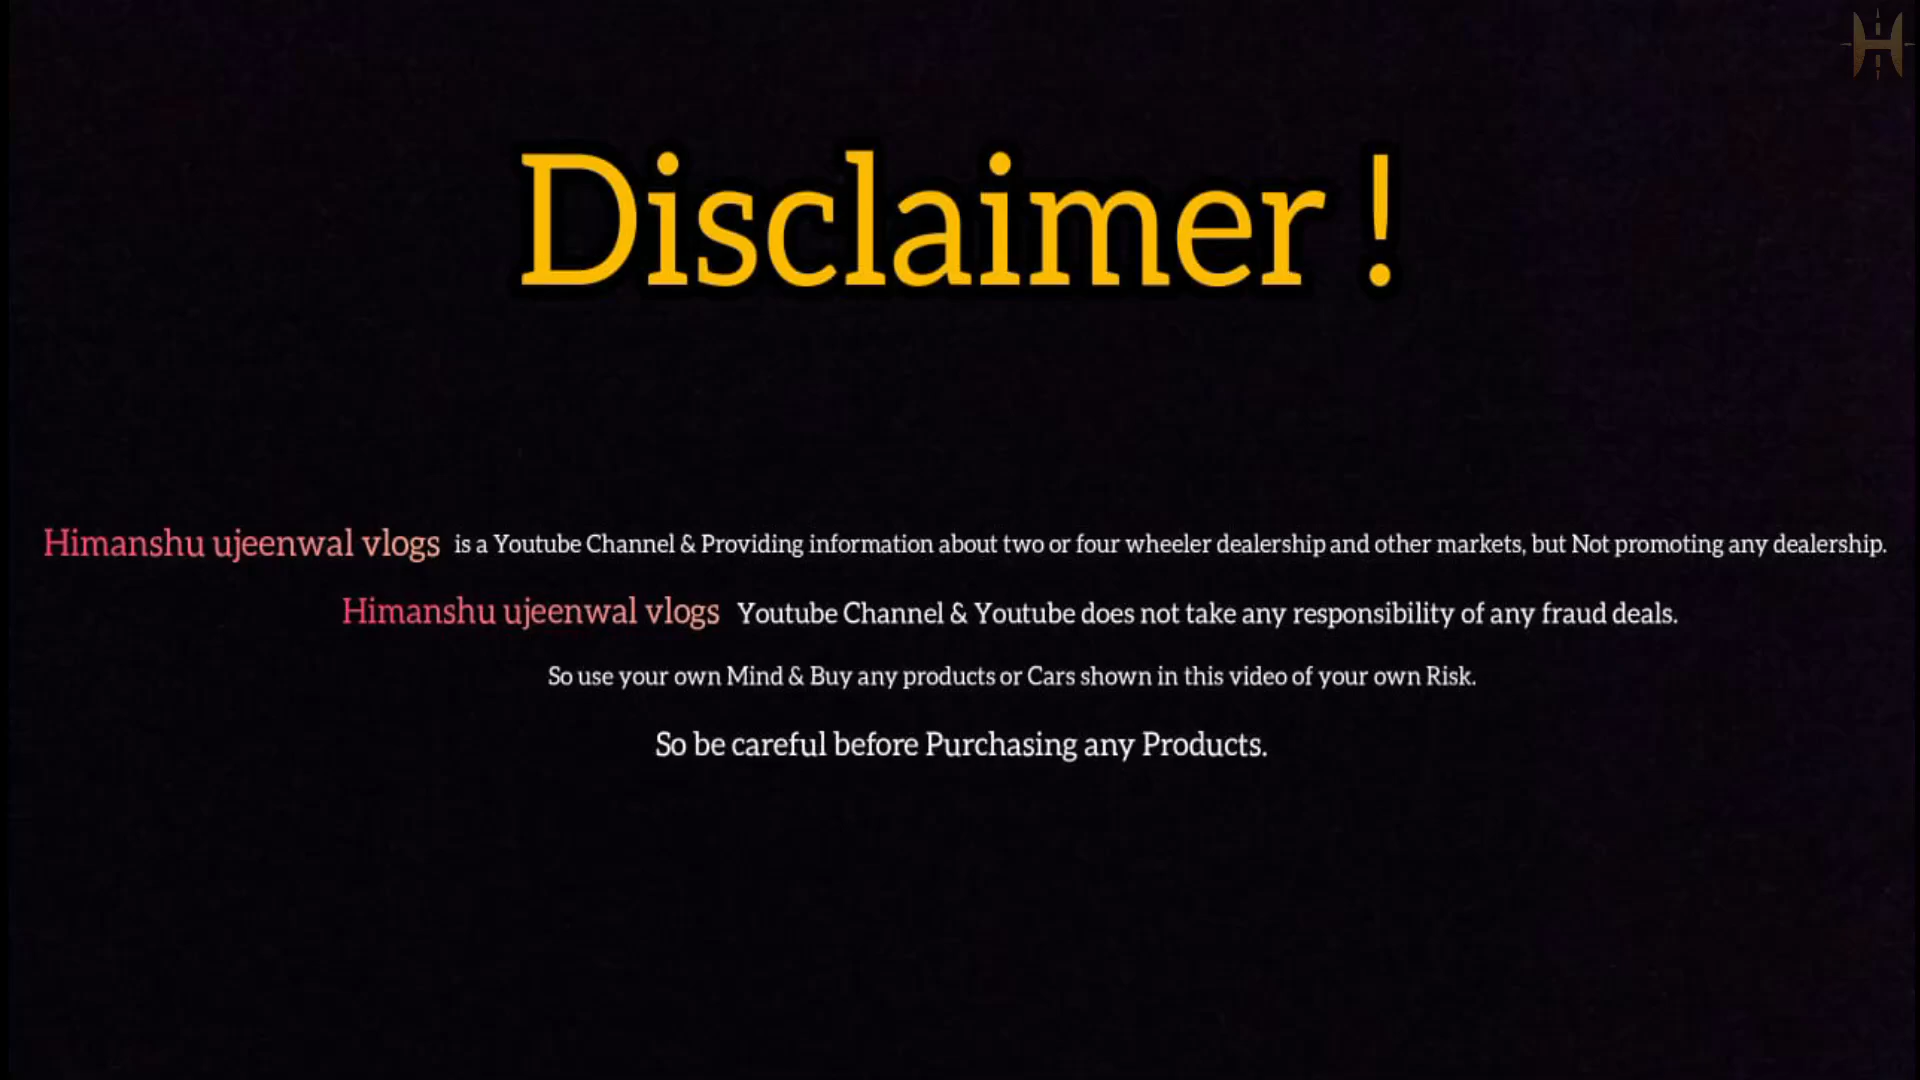 Disclaimer !
Himanshu ujeenwal vlogs is a Youtube Channel & Providing information about two or four wheeler dealership and other markets, but Not promoting any dealership.
Himanshu ujeenwal vlogs Youtube Channel & Youtube does not take any responsibility of any fraud deals.
So use your own Mind & Buy any products or Cars shown in this video of your own Risk.
So be careful before Purchasing any Products.